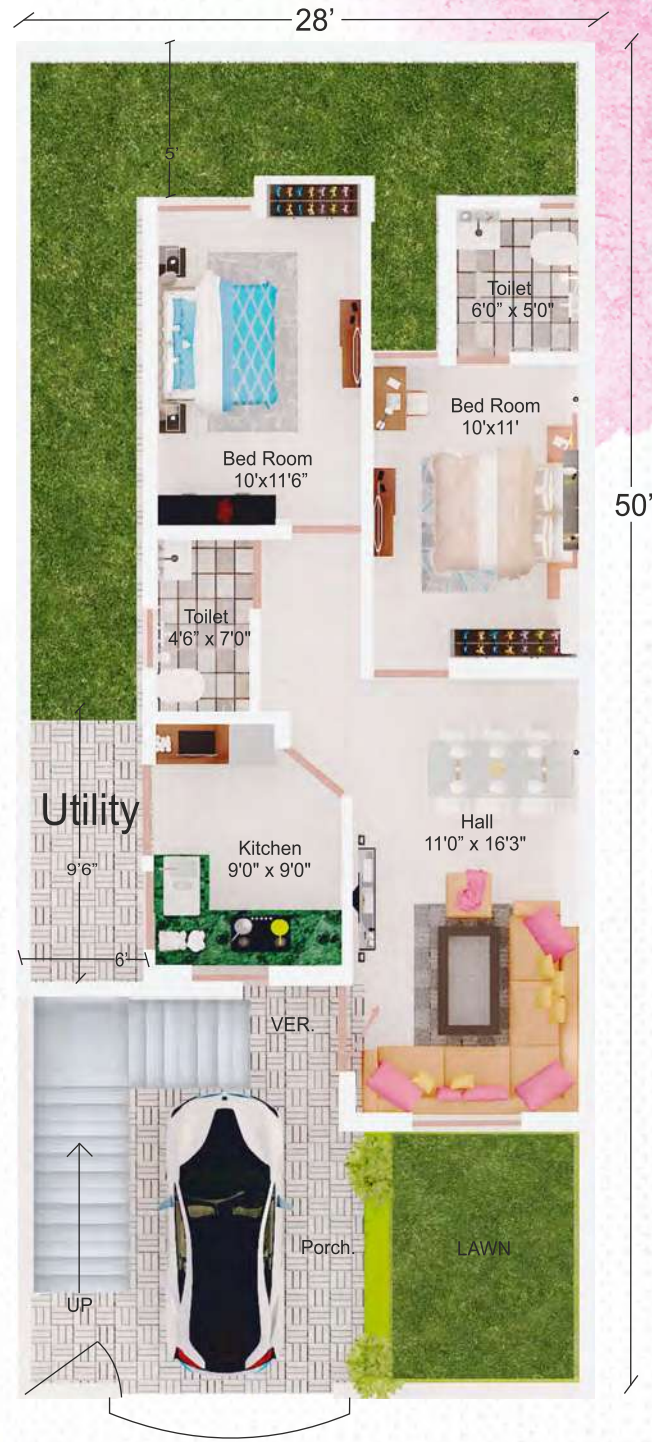 28’
5'
Toilet
6'0” x 5'0"
Bed Room
10'x11'
Bed Room
10'x11'6”
50’
Toilet
4'6” x 7'0"
Utility
9'6”
6'
Kitchen
9'0" x 9'0"
Hall
11'0” x 16'3"
VER.
Porch.
LAWN
UP